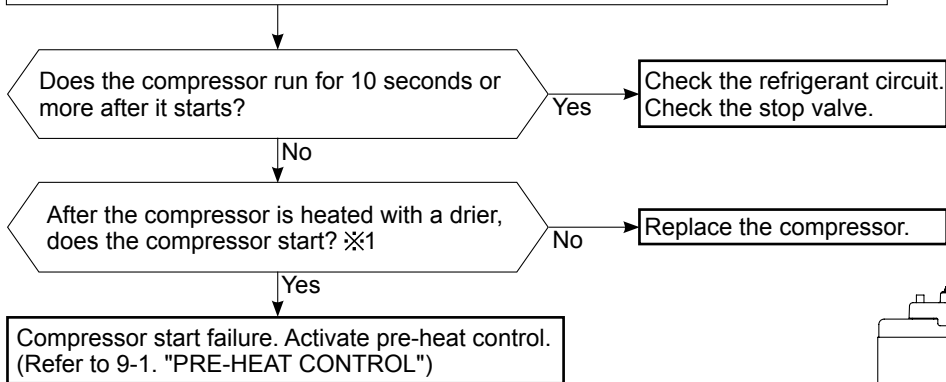 Does the compressor run for 10 seconds or
more after it starts?
Yes
Check the refrigerant circuit.
Check the stop valve.
No
After the compressor is heated with a drier,
does the compressor start? ※1
No
Replace the compressor.
Yes
Compressor start failure. Activate pre-heat control.
(Refer to 9-1. "PRE-HEAT CONTROL")